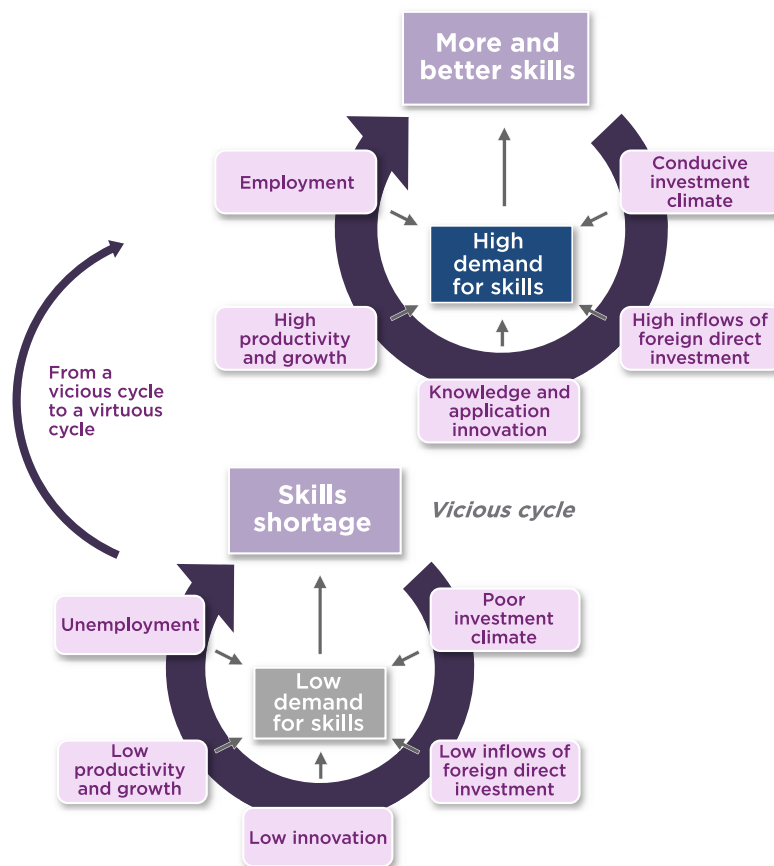 More and
better skills
Employment
Conducive
investment
climate
High
demand
for skills
High
productivity
and growth
High inflows of
foreign direct
investment
Knowledge and
application
innovation
From a
vicious cycle
to a virtuous
cycle
Skills
shortage
Vicious cycle
Unemployment
Poor
investment
climate
Low
demand
for skills
Low
productivity
and growth
Low inflows of
foreign direct
investment
Low innovation